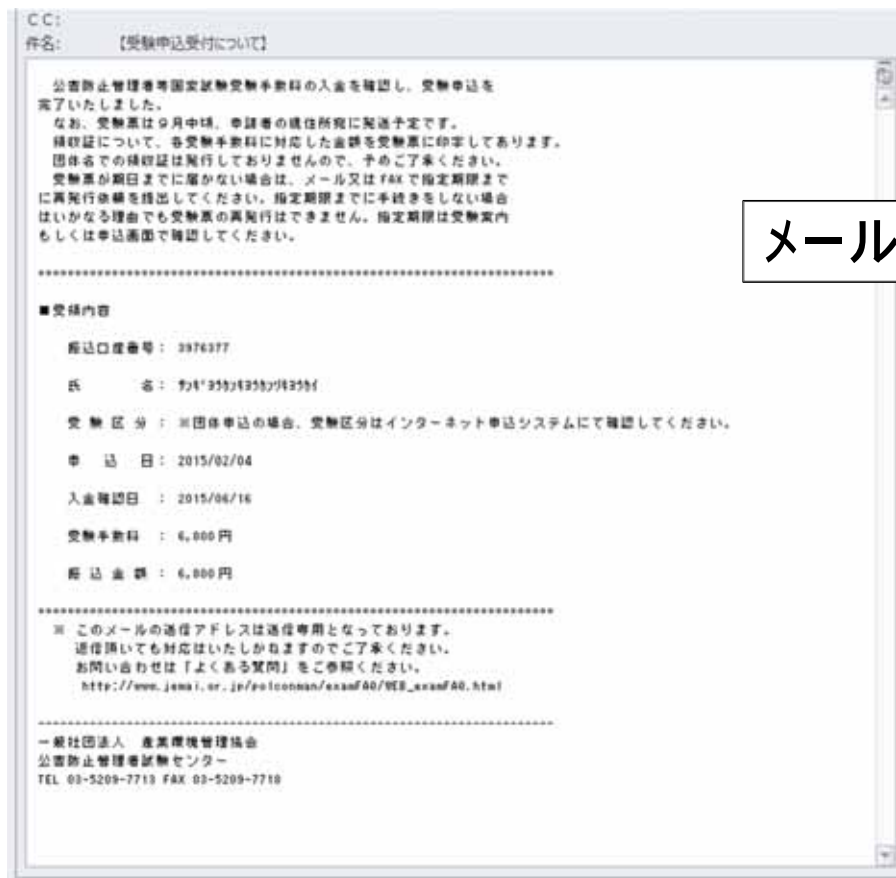 CC:
件名: 【受験申込受付について】
公害防止管理者等国家試験受験手数料の入金を確認し、受験申込を
完了いたしました。
なお、受験票は9月中頃、申請者の現住所宛に発送予定です。
領収証について、各受験手数料に対応した金額を受験票に印字してあります。
団体名での領収証は発行しておりませんので、予めご了承ください。
受験票が期日までに届かない場合は、メール又は FAX で指定期限まで
に再発行依頼を提出してください。指定期限までに手続きをしない場合
はいかなる理由でも受験票の再発行はできません。指定期限は受験案内
もしくは申込画面で確認してください。
メール
■受領内容
振込口座番号: 3976377
氏 名: ｻﾝｷﾞﾖｳｶﾝｷﾖｳｶﾝﾘｷﾖｳｶｲ
受験区分: ※団体申込の場合、受験区分はインターネット申込システムにて確認してください。
申 込 日: 2015/02/04
入金確認日 : 2015/06/16
受験手数料 : 6,800円
振込金額 : 6,800円
※ このメールの送信アドレスは送信専用となっております。
返信頂いても対応はいたしかねますのでご了承ください。
お問い合わせは「よくある質問」をご参照ください。
http://www.jemai.or.jp/polconman/examFAQ/WEB_examFAQ.html
一般社団法人 産業環境管理協会
公害防止管理者試験センター
TEL 03-5209-7713 FAX 03-5209-7718